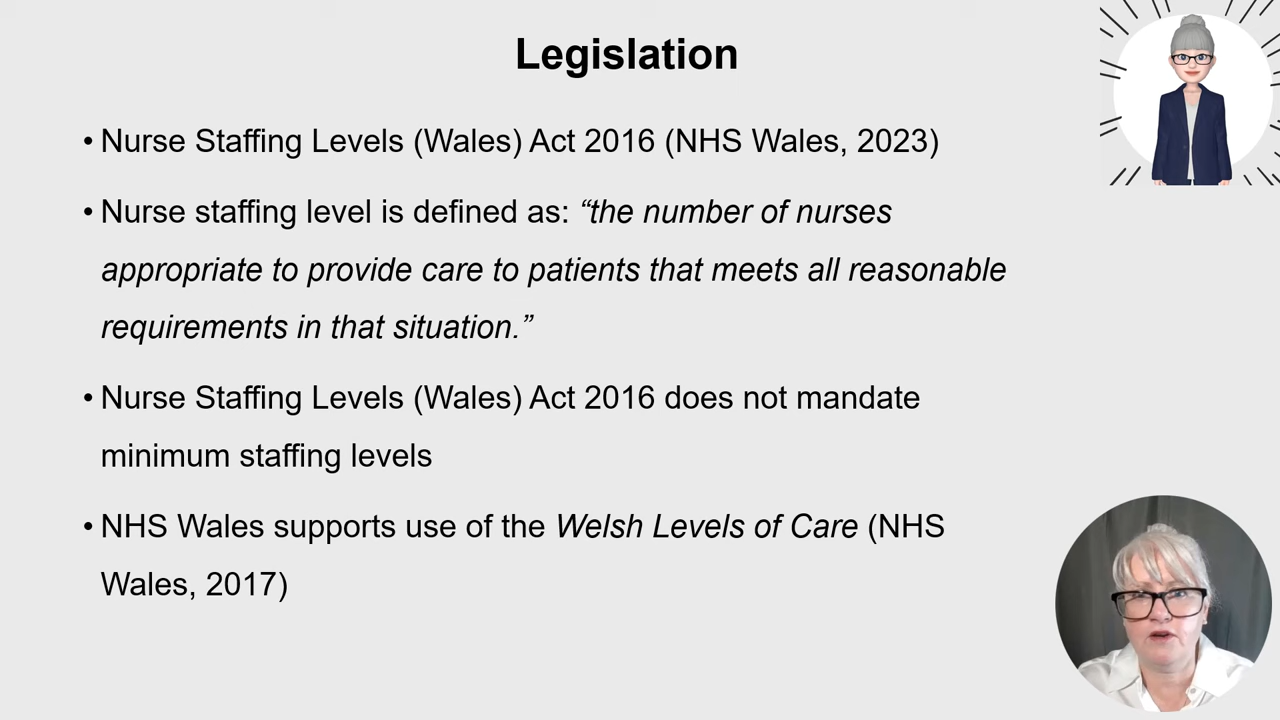 Legislation
• Nurse Staffing Levels (Wales) Act 2016 (NHS Wales, 2023)
• Nurse staffing level is defined as: “the number of nurses
appropriate to provide care to patients that meets all reasonable
requirements in that situation.”
• Nurse Staffing Levels (Wales) Act 2016 does not mandate
minimum staffing levels
• NHS Wales supports use of the Welsh Levels of Care (NHS
Wales, 2017)